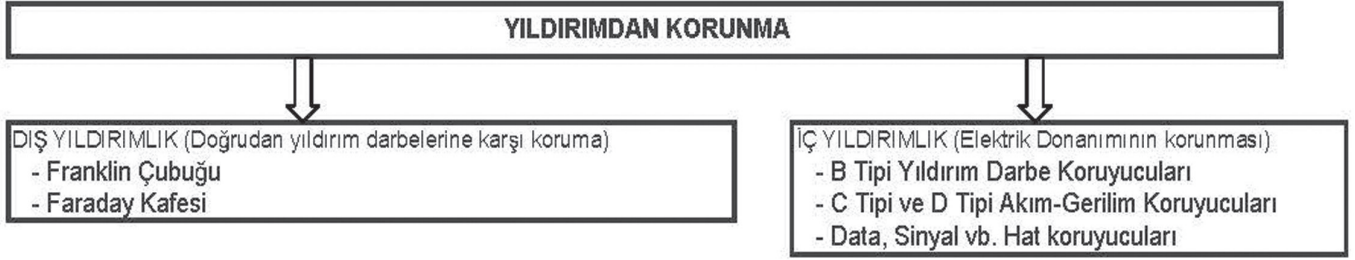 YILDIRIMDAN KORUNMA
DIŞ YILDIRIMLIK (Doğrudan yıldırım darbelerine karşı koruma)
- Franklin Çubuğu
- Faraday Kafesi
İÇ YILDIRIMLIK (Elektrik Donanımının korunması)
- B Tipi Yıldırım Darbe Koruyucuları
- C Tipi ve D Tipi Akım-Gerilim Koruyucuları
- Data, Sinyal vb. Hat koruyucuları